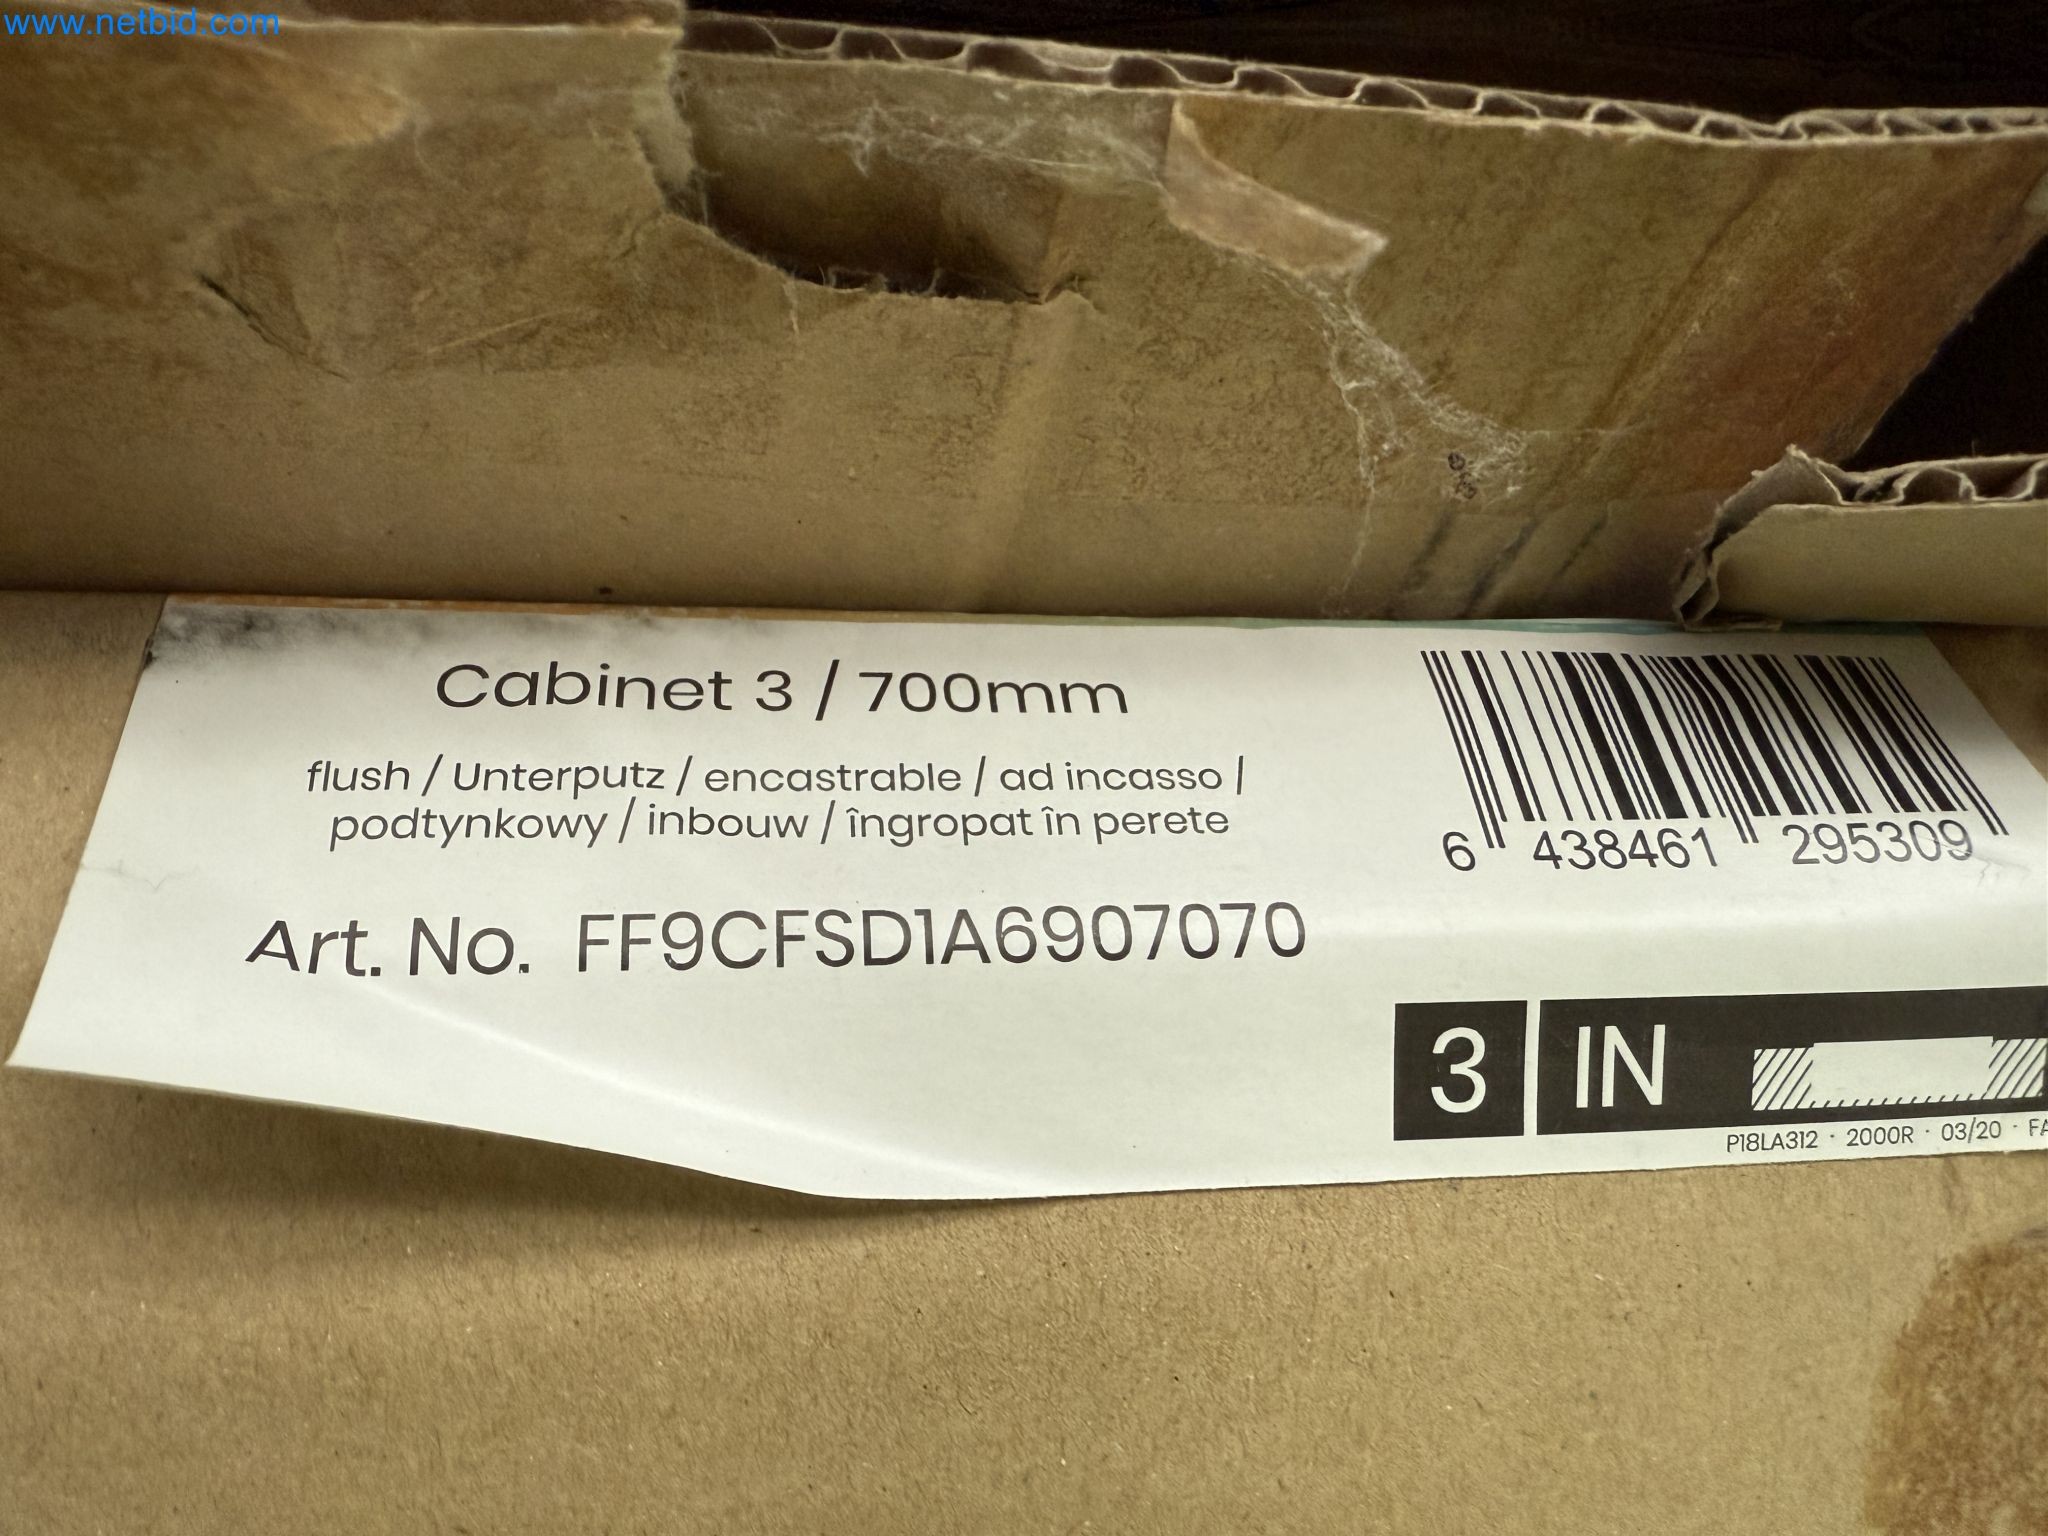 www.netbid.com
Cabinet 3 / 700mm
flush / Unterputz / encastrable / ad incasso /
podtynkowy / inbouw / îngropat în perete
6 438461 295309
Art. No. FF9CFSD1A6907070
3 IN
P18LA312 · 2000R · 03/20 · FA